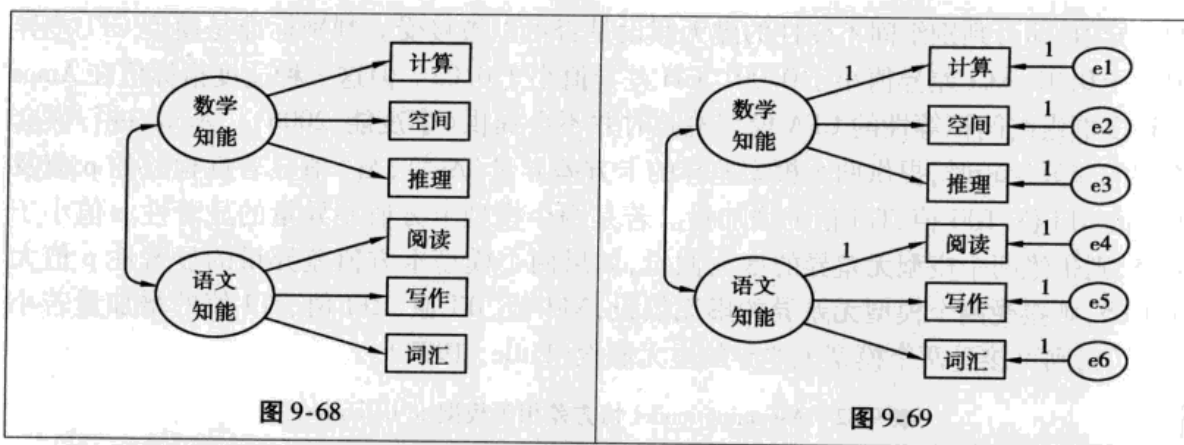 数学
知能
计算
空间
推理
语文
知能
阅读
写作
词汇
图 9-68
数学
知能
1
计算
1
e1
空间
1
e2
推理
1
e3
语文
知能
1
阅读
1
e4
写作
1
e5
词汇
1
e6
图 9-69